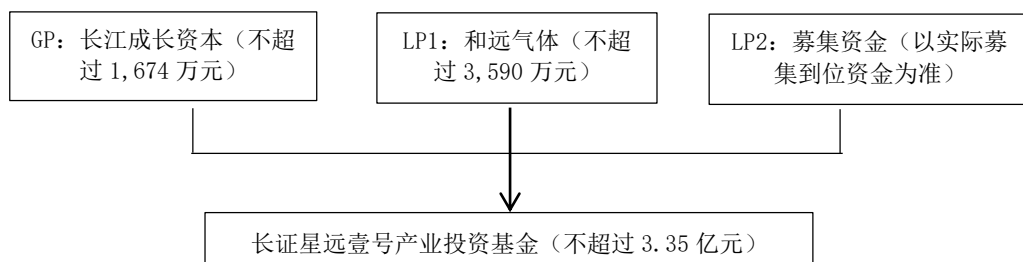 GP：长江成长资本（不超
过 1,674 万元）
LP1：和远气体（不超
过 3,590 万元）
LP2：募集资金（以实际募
集到位资金为准）
长证星远壹号产业投资基金（不超过 3.35 亿元）